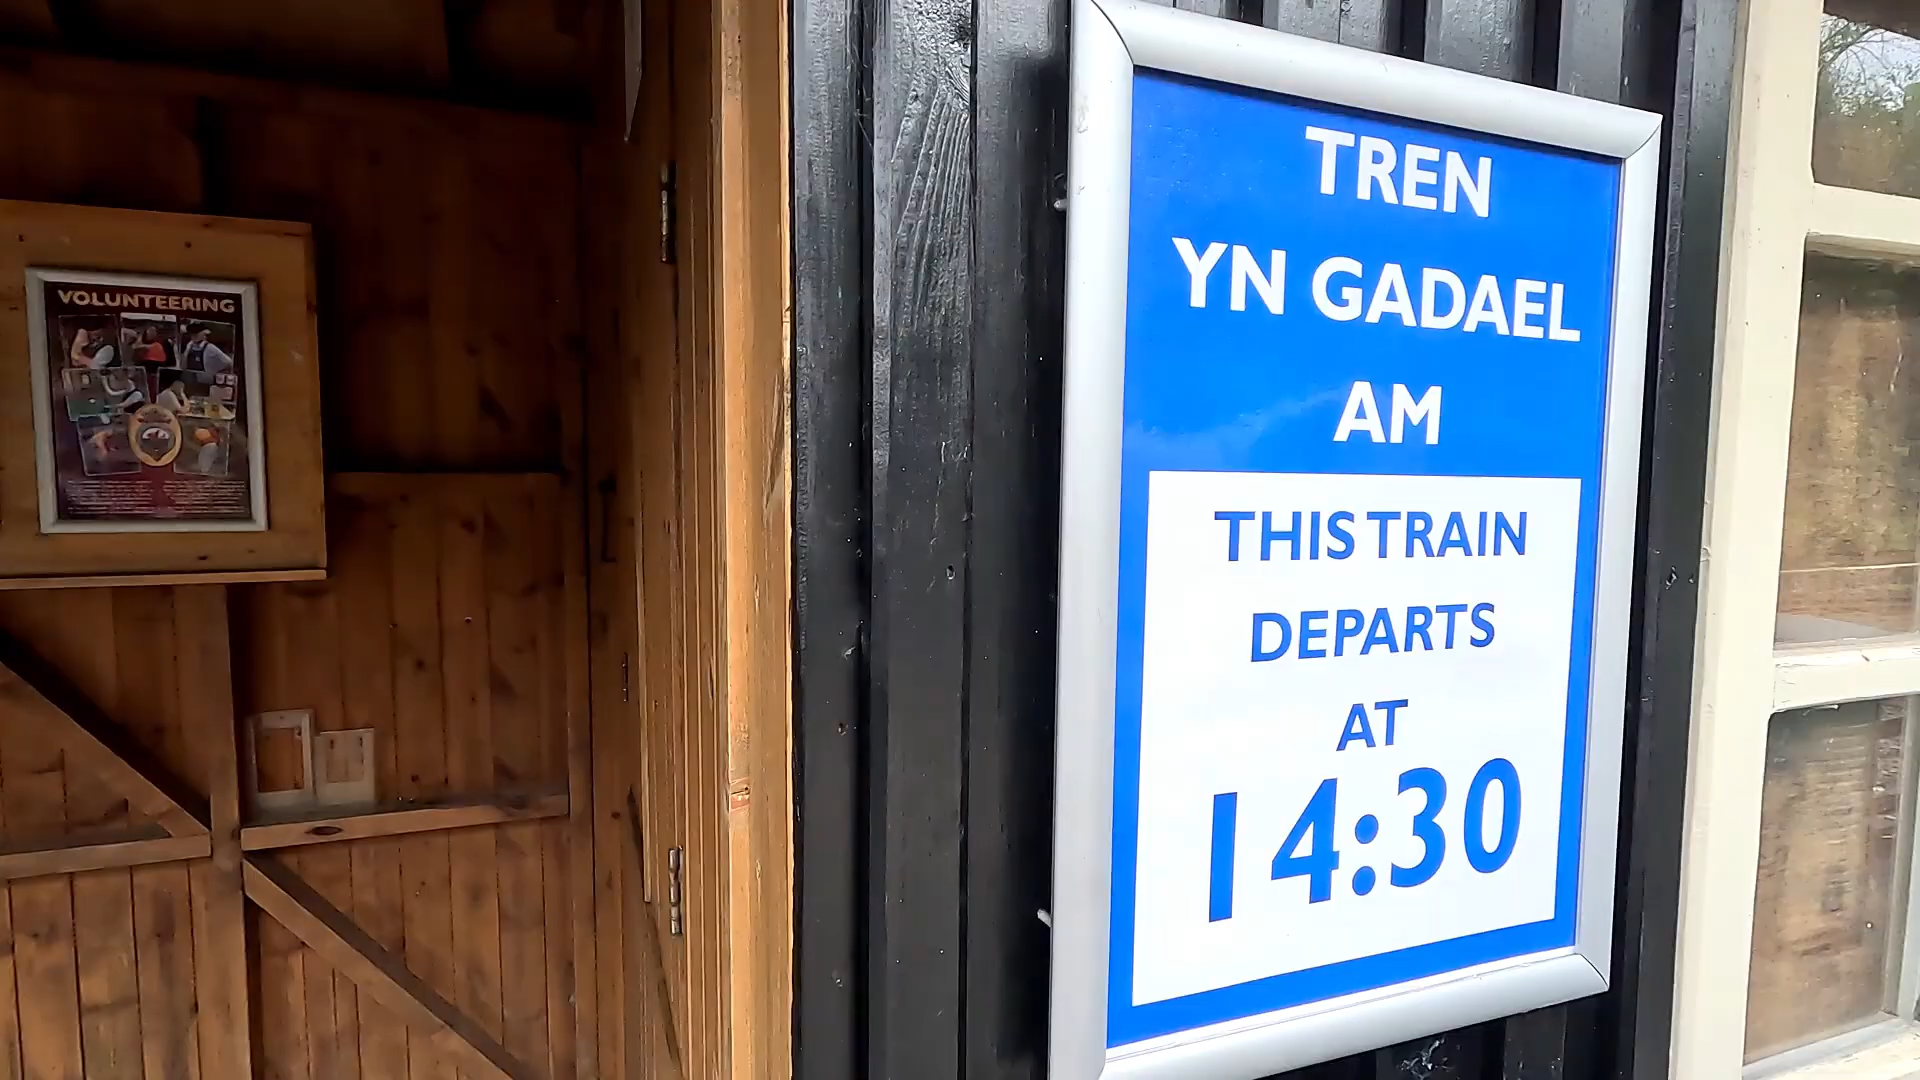 VOLUNTEERING
TREN
YN GADAEL
AM
THIS TRAIN
DEPARTS
AT
14:30